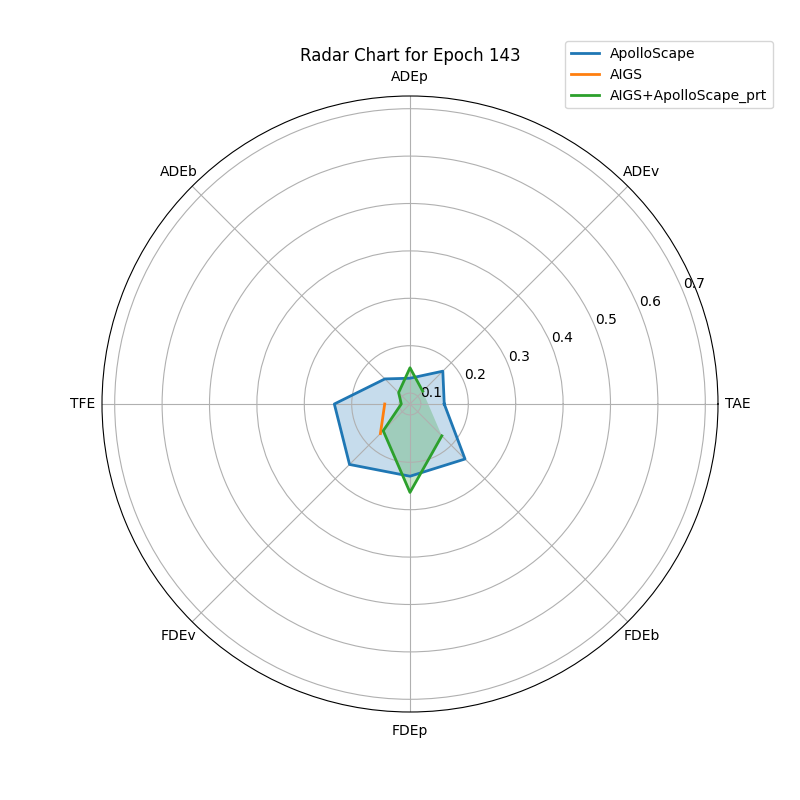 Radar Chart for Epoch 143
ApolloScape
AIGS
AIGS+ApolloScape_prt
ADEp
ADEb
ADEv
0.7
0.6
0.5
0.4
0.3
0.2
0.1
TFE
TAE
FDEv
FDEb
FDEp